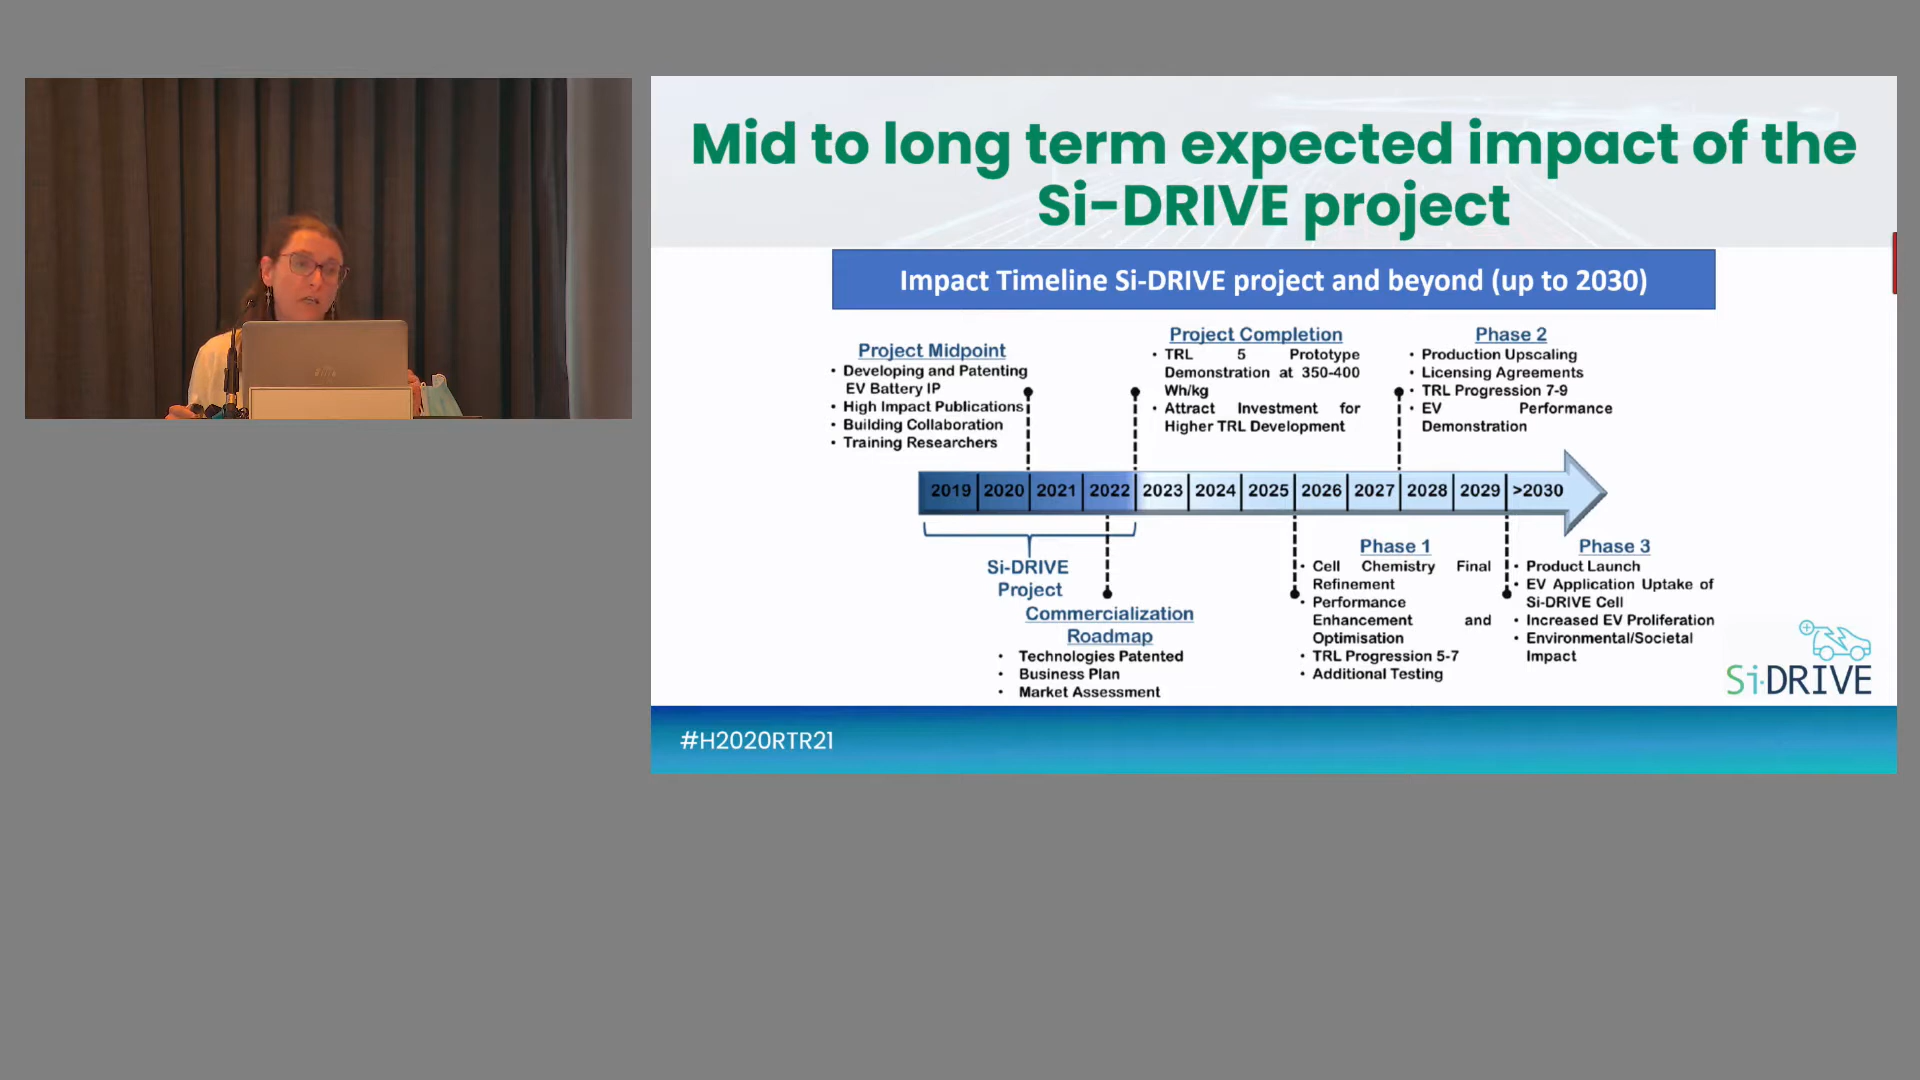 Mid to long term expected impact of the
Si-DRIVE project
Impact Timeline Si-DRIVE project and beyond (up to 2030)
Project Midpoint
• Developing and Patenting
EV Battery IP
• High Impact Publications
• Building Collaboration
• Training Researchers
Project Completion
• TRL 5 Prototype
Demonstration at 350-400
Wh/kg
• Attract Investment for
Higher TRL Development
Phase 2
• Production Upscaling
• Licensing Agreements
• TRL Progression 7-9
• EV Performance
Demonstration
2019 2020 2021 2022 2023 2024 2025 2026 2027 2028 2029 >2030
Si-DRIVE
Project
Commercialization
Roadmap
• Technologies Patented
• Business Plan
• Market Assessment
Phase 1
• Cell Chemistry Final
Refinement
• Performance
Enhancement and
Optimisation
• TRL Progression 5-7
• Additional Testing
Phase 3
• Product Launch
• EV Application Uptake of
Si-DRIVE Cell
• Increased EV Proliferation
• Environmental/Societal
Impact
Si·DRIVE
#H2020RTR21